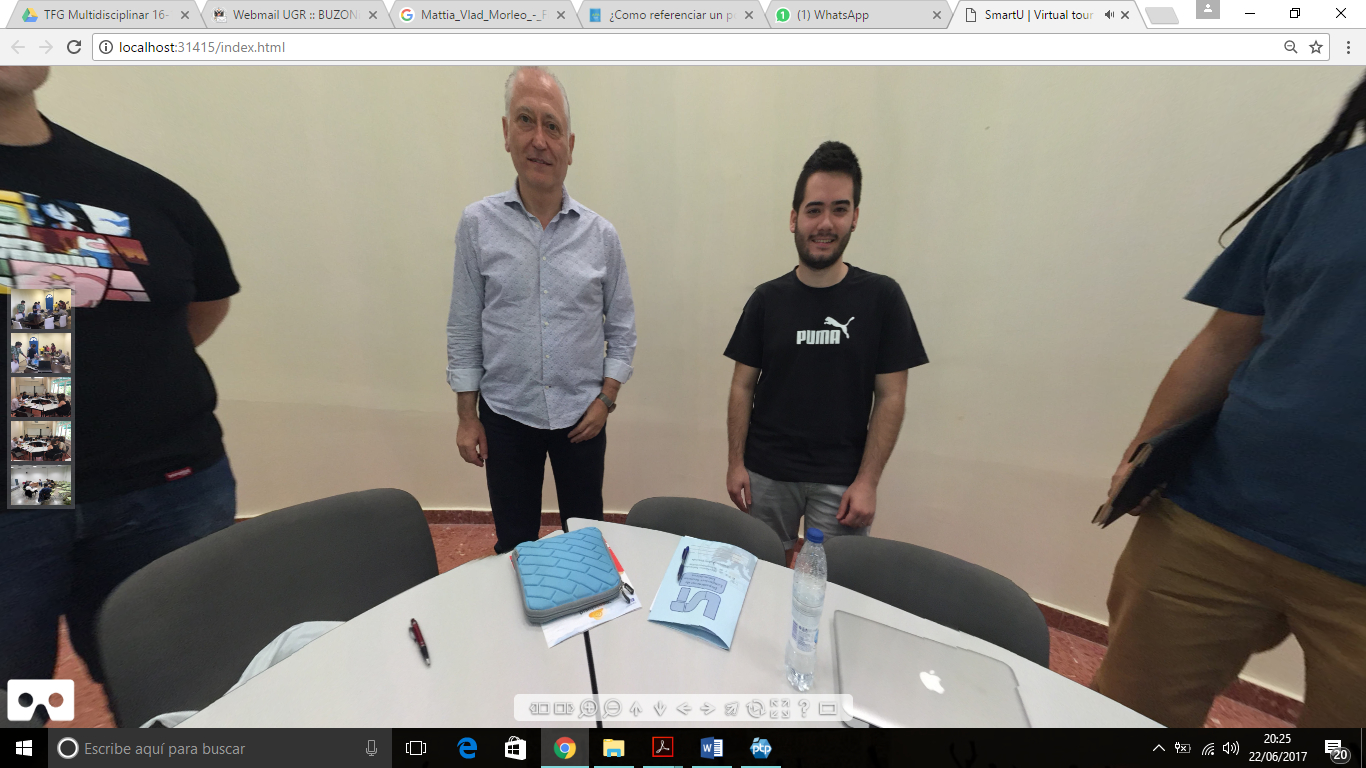 TFG Multidisciplinar 16-
Webmail UGR :: BUZON
Mattia_Vlad_Morleo_-_F
¿Como referenciar un p
(1) WhatsApp
SmartU | Virtual tour
localhost:31415/index.html
PUMA
Escribe aquí para buscar
20:25
22/06/2017
20